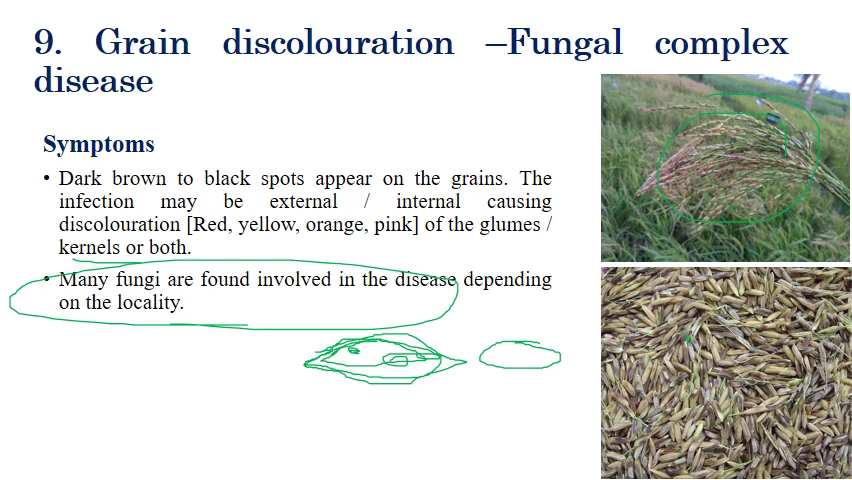 9. Grain discolouration –Fungal complex
disease
Symptoms
• Dark brown to black spots appear on the grains. The
infection may be external / internal causing
discolouration [Red, yellow, orange, pink] of the glumes /
kernels or both.
• Many fungi are found involved in the disease depending
on the locality.